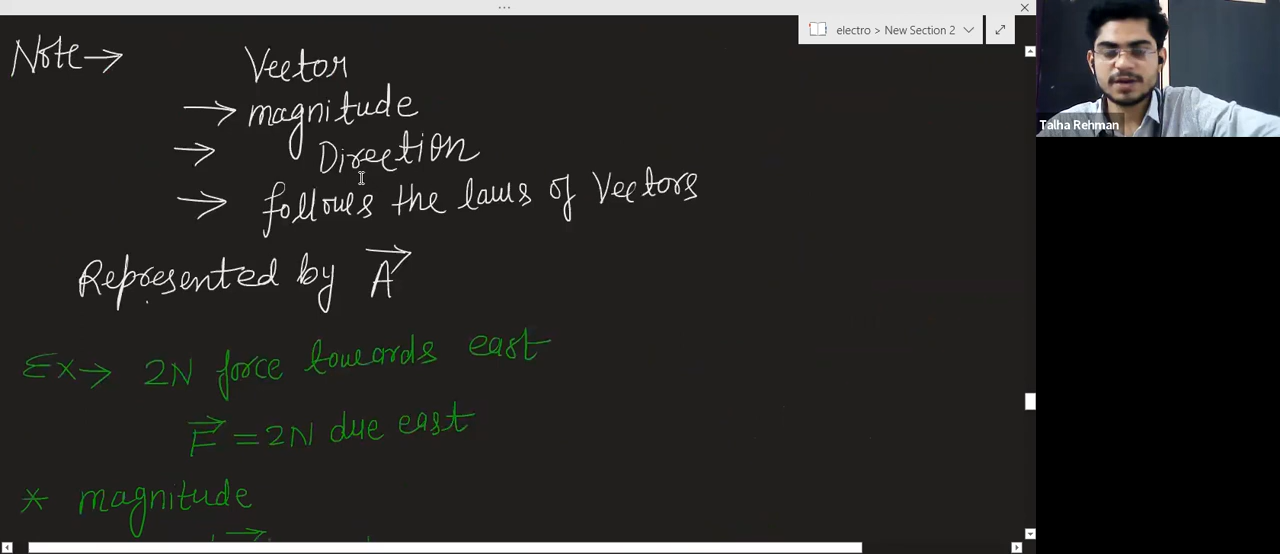 electro > New Section 2
Talha Rehman
Note→ Vector
→ magnitude
→ Direction
→ follows the laws of Vectors
Represented by A⃗
Ex→ 2N force towards east
F⃗ = 2N due east
* magnitude